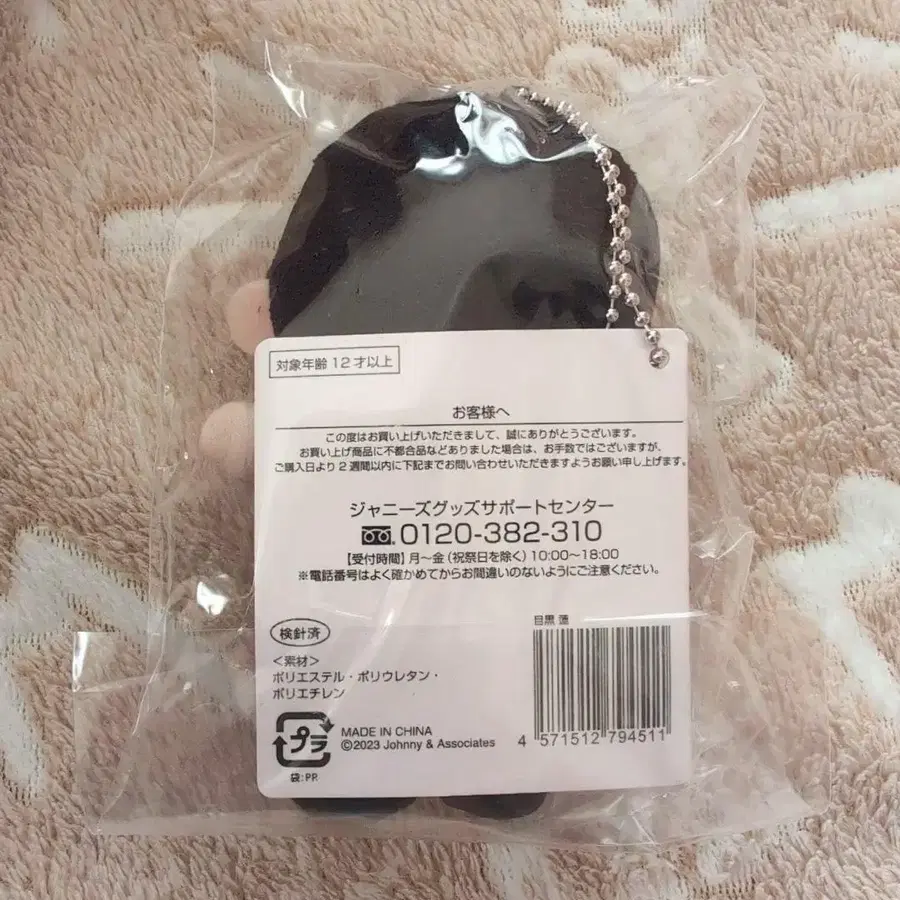 対象年齢 12才以上
お客様へ
この度はお買い上げいただきまして、誠にありがとうございます。
お買い上げ商品に不都合品などありました場合は、お手数ではございますが、
ご購入日より2週間以内に下記までお問い合わせいただきますようお願い申し上げます。
ジャニーズグッズサポートセンター
0120-382-310
【受付時間】月～金(祝祭日を除く)10:00～18:00
※電話番号はよく確かめてからお間違いのないようにご注意ください。
検針済
＜素材＞
ポリエステル・ポリウレタン・
ポリエチレン
プラ
袋:PP
MADE IN CHINA
©2023 Johnny & Associates
目黒 蓮
4 571512 794511